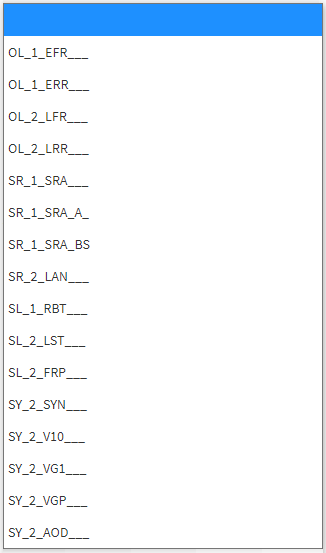 OL_1_EFR___
OL_1_ERR___
OL_2_LFR___
OL_2_LRR___
SR_1_SRA___
SR_1_SRA_A_
SR_1_SRA_BS
SR_2_LAN___
SL_1_RBT___
SL_2_LST___
SL_2_FRP___
SY_2_SYN___
SY_2_V10___
SY_2_VG1___
SY_2_VGP___
SY_2_AOD___